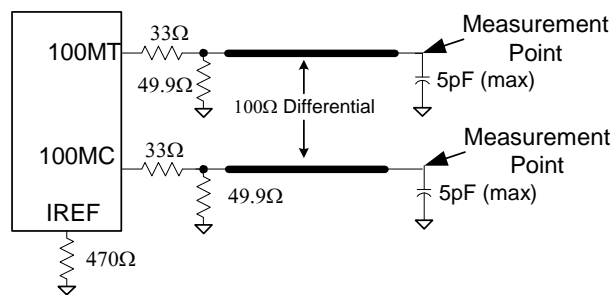 100MT
33Ω
49.9Ω
Measurement
Point
5pF (max)
100Ω Differential
100MC
33Ω
49.9Ω
Measurement
Point
5pF (max)
IREF
470Ω